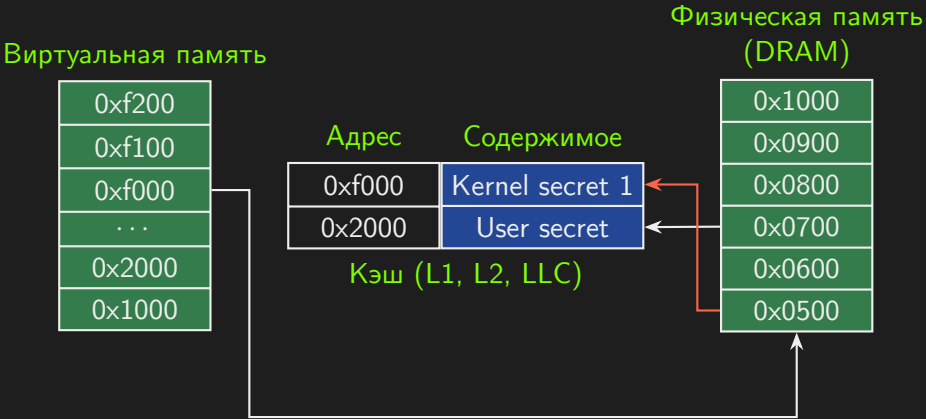 Виртуальная память
0xf200
0xf100
0xf000
...
0x2000
0x1000
Адрес Содержимое
0xf000 Kernel secret 1
0x2000 User secret
Кэш (L1, L2, LLC)
Физическая память
(DRAM)
0x1000
0x0900
0x0800
0x0700
0x0600
0x0500